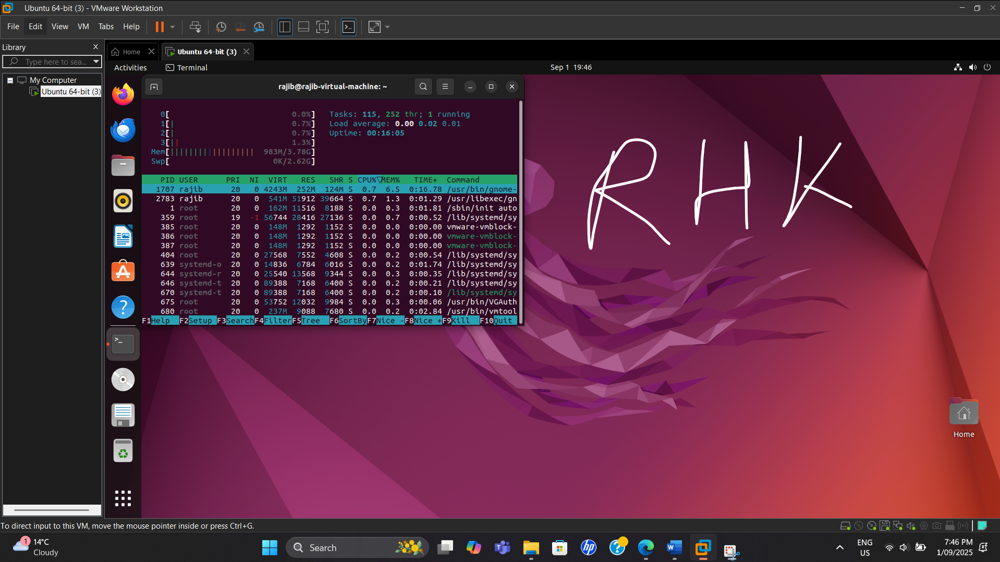 Ubuntu 64-bit (3) - VMware Workstation
File Edit View VM Tabs Help
Library
Type here to sea...
My Computer
Ubuntu 64-bit (3)
Home
Ubuntu 64-bit (3)
Activities Terminal Sep 1 19:46
rajib@rajib-virtual-machine: ~
0[ 0.0%] Tasks: 115, 252 thr; 1 running
1[| 0.7%] Load average: 0.00 0.02 0.01
2[| 0.7%] Uptime: 00:16:05
3[|| 1.3%]
Mem[|||||||||||||||||| 983M/3.78G]
Swp[ 0K/2.62G]
PID USER PRI NI VIRT RES SHR S CPU%▽MEM% TIME+ Command
1707 rajib 20 0 4243M 252M 124M S 0.7 6.5 0:16.78 /usr/bin/gnome-
2783 rajib 20 0 541M 51912 39664 S 0.7 1.3 0:01.29 /usr/libexec/gn
1 root 20 0 162M 11516 8188 S 0.0 0.3 0:01.81 /sbin/init auto
359 root 19 -1 56744 28416 27136 S 0.0 0.7 0:00.52 /lib/systemd/sy
385 root 20 0 148M 1292 1152 S 0.0 0.0 0:00.00 vmware-vmblock-
386 root 20 0 148M 1292 1152 S 0.0 0.0 0:00.00 vmware-vmblock-
387 root 20 0 148M 1292 1152 S 0.0 0.0 0:00.00 vmware-vmblock-
404 root 20 0 27568 7552 4608 S 0.0 0.2 0:00.54 /lib/systemd/sy
639 systemd-o 20 0 14836 6784 6016 S 0.0 0.2 0:01.74 /lib/systemd/sy
644 systemd-r 20 0 25540 13568 9344 S 0.0 0.3 0:00.35 /lib/systemd/sy
646 systemd-t 20 0 89388 7168 6400 S 0.0 0.2 0:00.21 /lib/systemd/sy
670 systemd-t 20 0 89388 7168 6400 S 0.0 0.2 0:00.10 /lib/systemd/sy
675 root 20 0 53752 12032 9984 S 0.0 0.3 0:00.06 /usr/bin/VGAuth
680 root 20 0 237M 9088 7680 S 0.0 0.2 0:02.84 /usr/bin/vmtool
F1Help F2Setup F3Search F4Filter F5Tree F6SortBy F7Nice - F8Nice + F9Kill F10Quit
RHK
Home
To direct input to this VM, move the mouse pointer inside or press Ctrl+G.
1
14°C
Cloudy
Search
hp
ENG
US
7:46 PM
1/09/2025